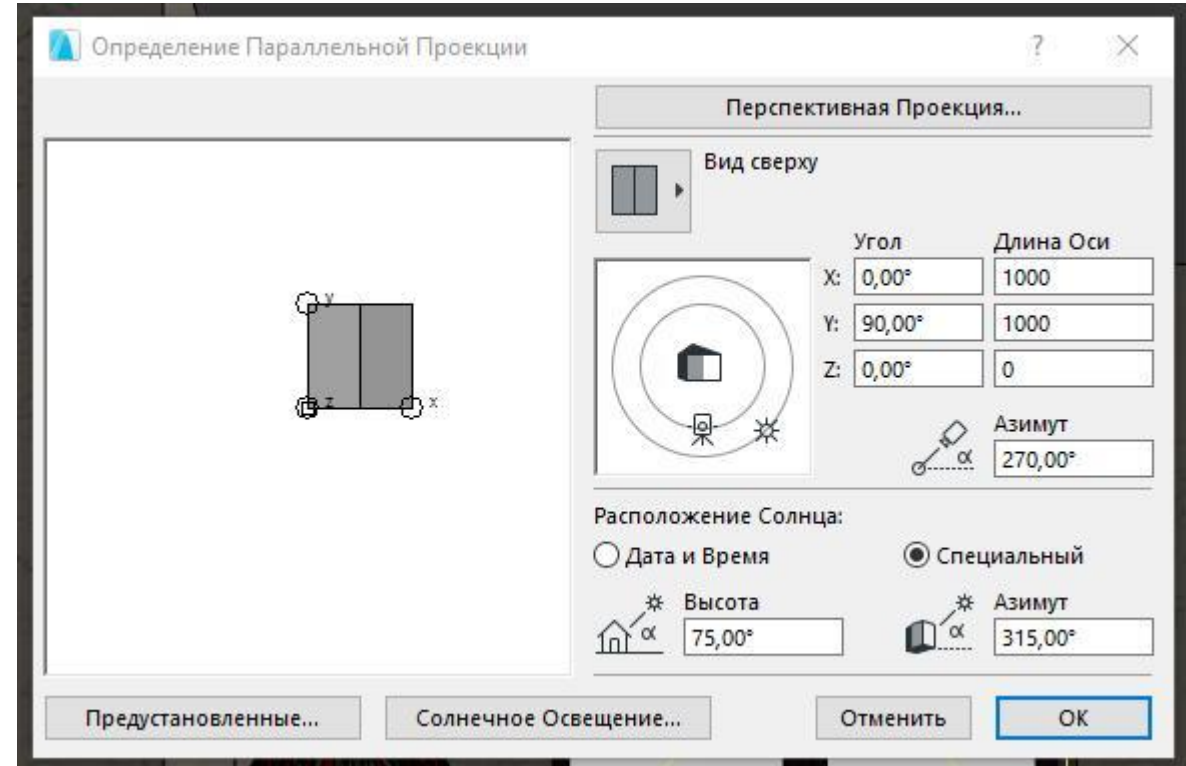 Определение Параллельной Проекции
?
Перспективная Проекция...
Вид сверху
y
z x
Угол Длина Оси
X: 0,00° 1000
Y: 90,00° 1000
Z: 0,00° 0
Азимут
α 270,00°
Расположение Солнца:
Дата и Время Специальный
Высота Азимут
α 75,00° α 315,00°
Предустановленные... Солнечное Освещение... Отменить OK